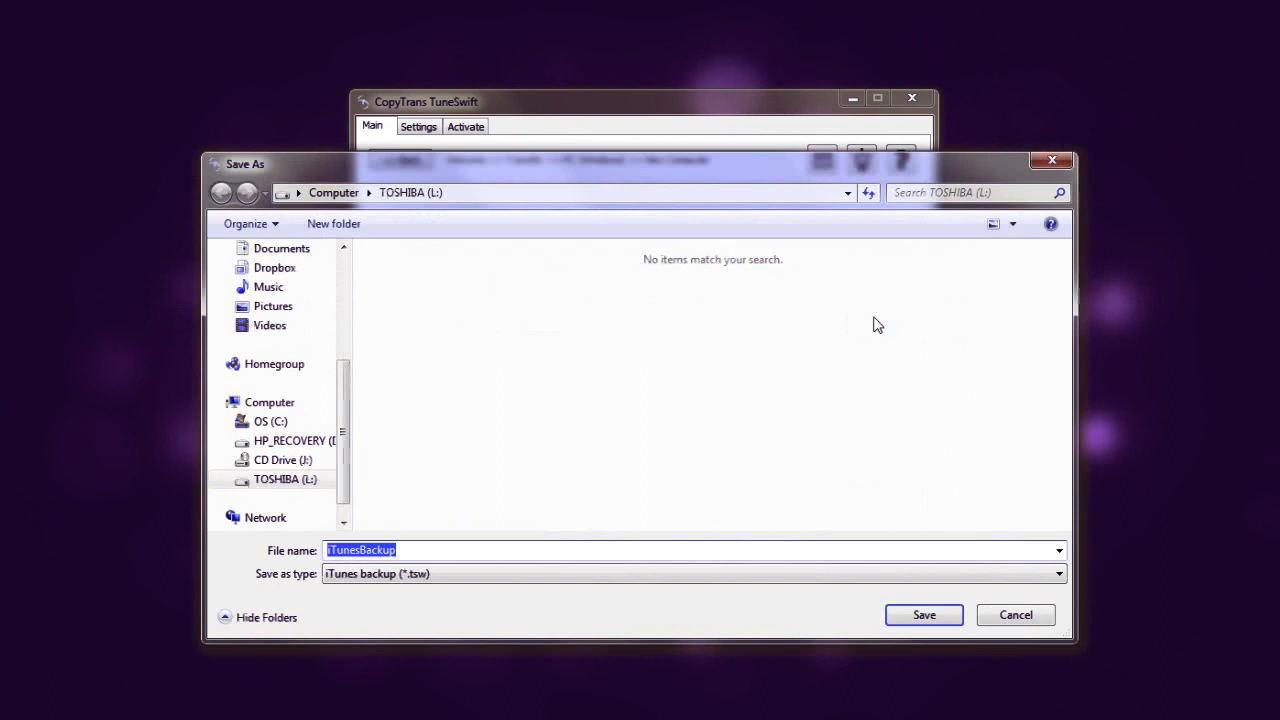 CopyTrans TuneSwift
Main Settings Activate
Save As
Computer TOSHIBA (L:) Search TOSHIBA (L:)
Organize New folder
Documents
No items match your search.
Dropbox
Music
Pictures
Videos
Homegroup
Computer
OS (C:)
HP_RECOVERY (
CD Drive (J:)
TOSHIBA (L:)
Network
File name: iTunesBackup
Save as type: iTunes backup (*.tsw)
Hide Folders Save Cancel